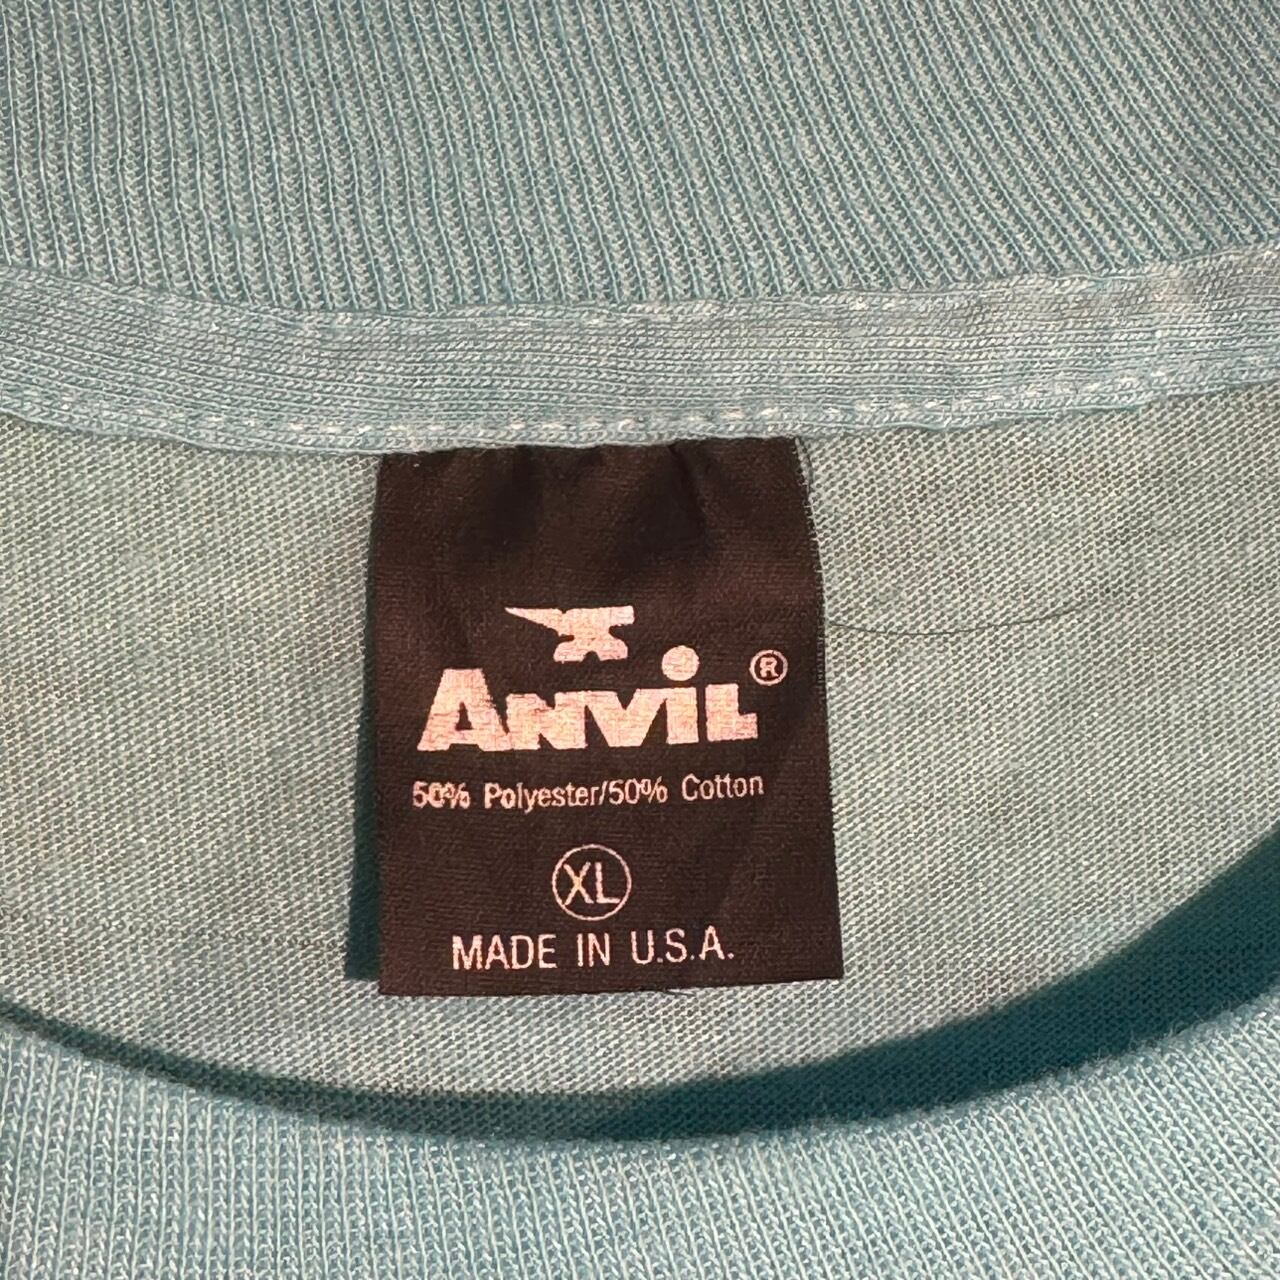 ANVIL®
50% Polyester/50% Cotton
XL
MADE IN U.S.A.